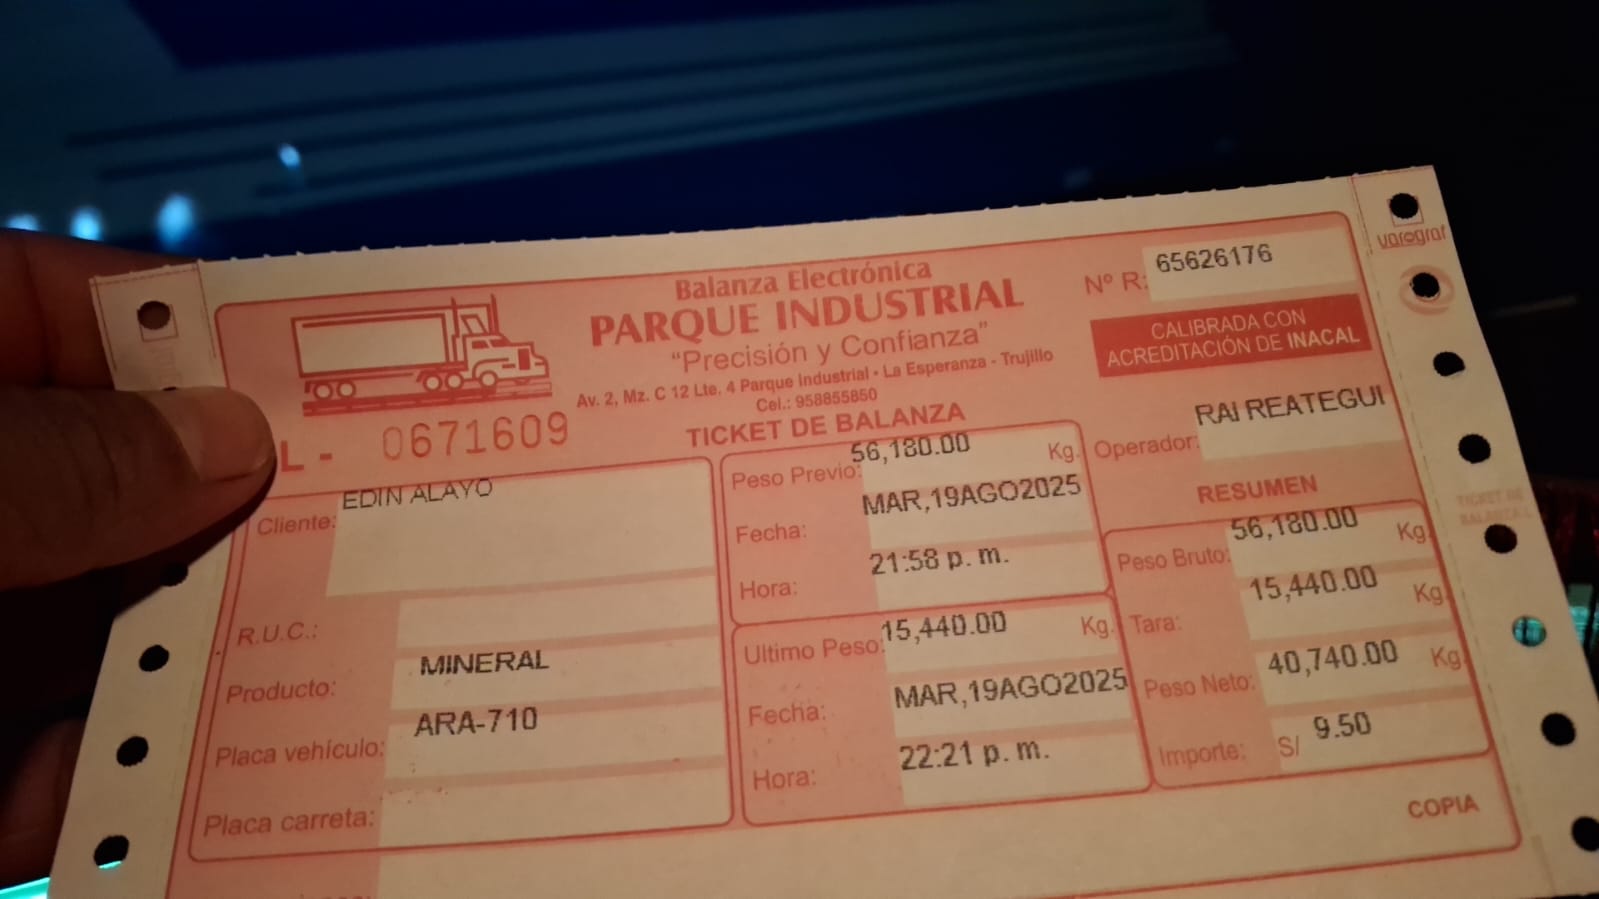 varograf
Balanza Electrónica
PARQUE INDUSTRIAL
"Precisión y Confianza"
Av. 2, Mz. C 12 Lte. 4 Parque Industrial • La Esperanza - Trujillo
Cel.: 958855850
Nº R: 65626176
CALIBRADA CON
ACREDITACIÓN DE INACAL
L - 0671609
TICKET DE BALANZA
Operador: RAI REATEGUI
Cliente: EDIN ALAYO
R.U.C.:
Producto: MINERAL
Placa vehículo: ARA-710
Placa carreta:
Peso Previo: 56,180.00 Kg.
Fecha: MAR,19AGO2025
Hora: 21:58 p. m.
Ultimo Peso: 15,440.00 Kg.
Fecha: MAR,19AGO2025
Hora: 22:21 p. m.
RESUMEN
Peso Bruto: 56,180.00 Kg.
Tara: 15,440.00 Kg.
Peso Neto: 40,740.00 Kg.
Importe: S/ 9.50
COPIA
TICKET DE
BALANZA L